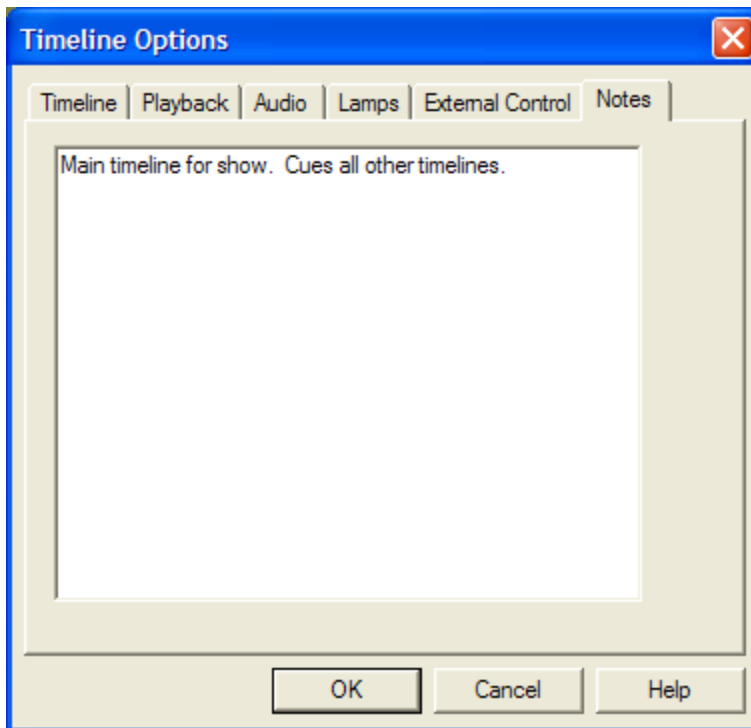 Timeline Options
Timeline Playback Audio Lamps External Control Notes
Main timeline for show.  Cues all other timelines.
OK Cancel Help